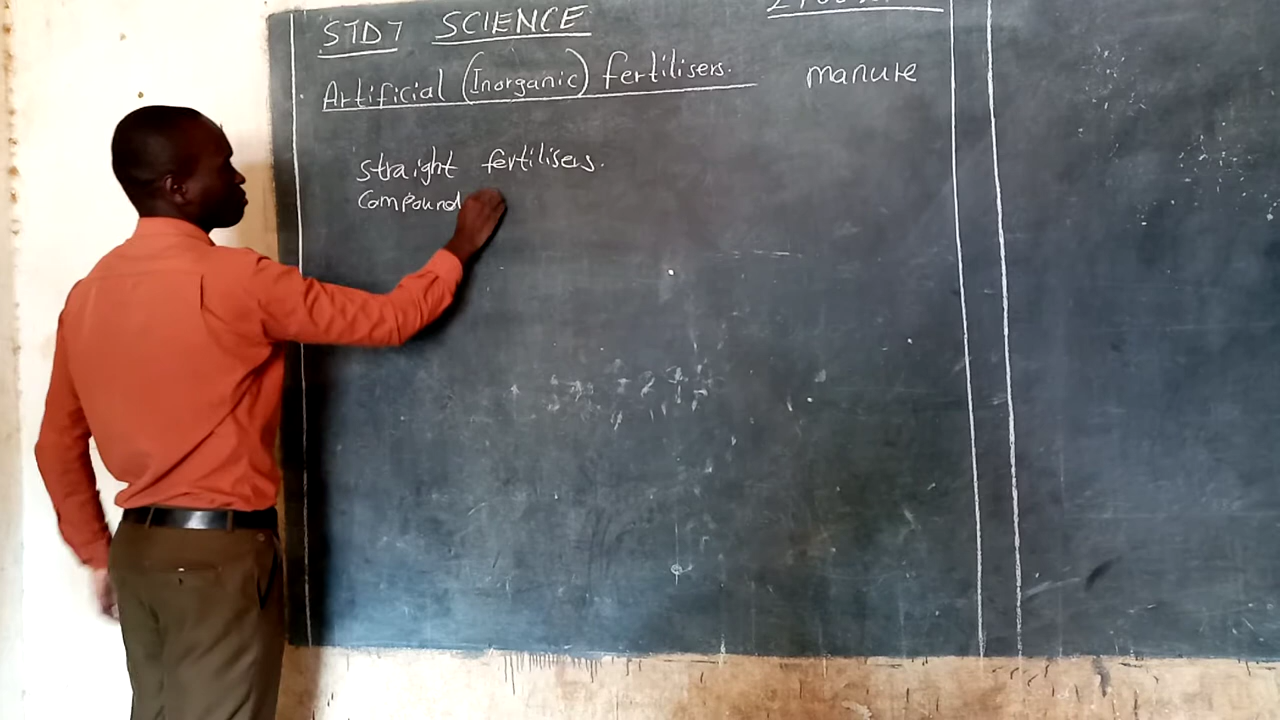 STD7 SCIENCE
Artificial (Inorganic) fertilisers.
manure
straight fertilisers.
Compound